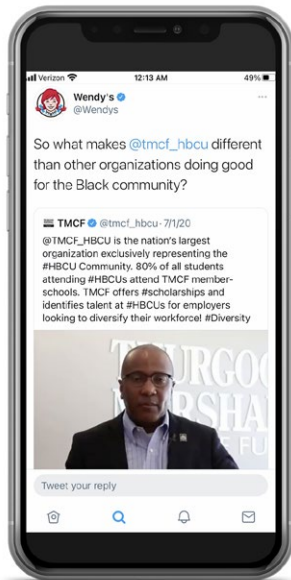 Verizon 12:13 AM 49%
Wendy's
@Wendys
So what makes @tmcf_hbcu different
than other organizations doing good
for the Black community?
TMCF @tmcf_hbcu · 7/1/20
@TMCF_HBCU is the nation's largest
organization exclusively representing the
#HBCU Community. 80% of all students
attending #HBCUs attend TMCF member-
schools. TMCF offers #scholarships and
identifies talent at #HBCUs for employers
looking to diversify their workforce! #Diversity
Tweet your reply